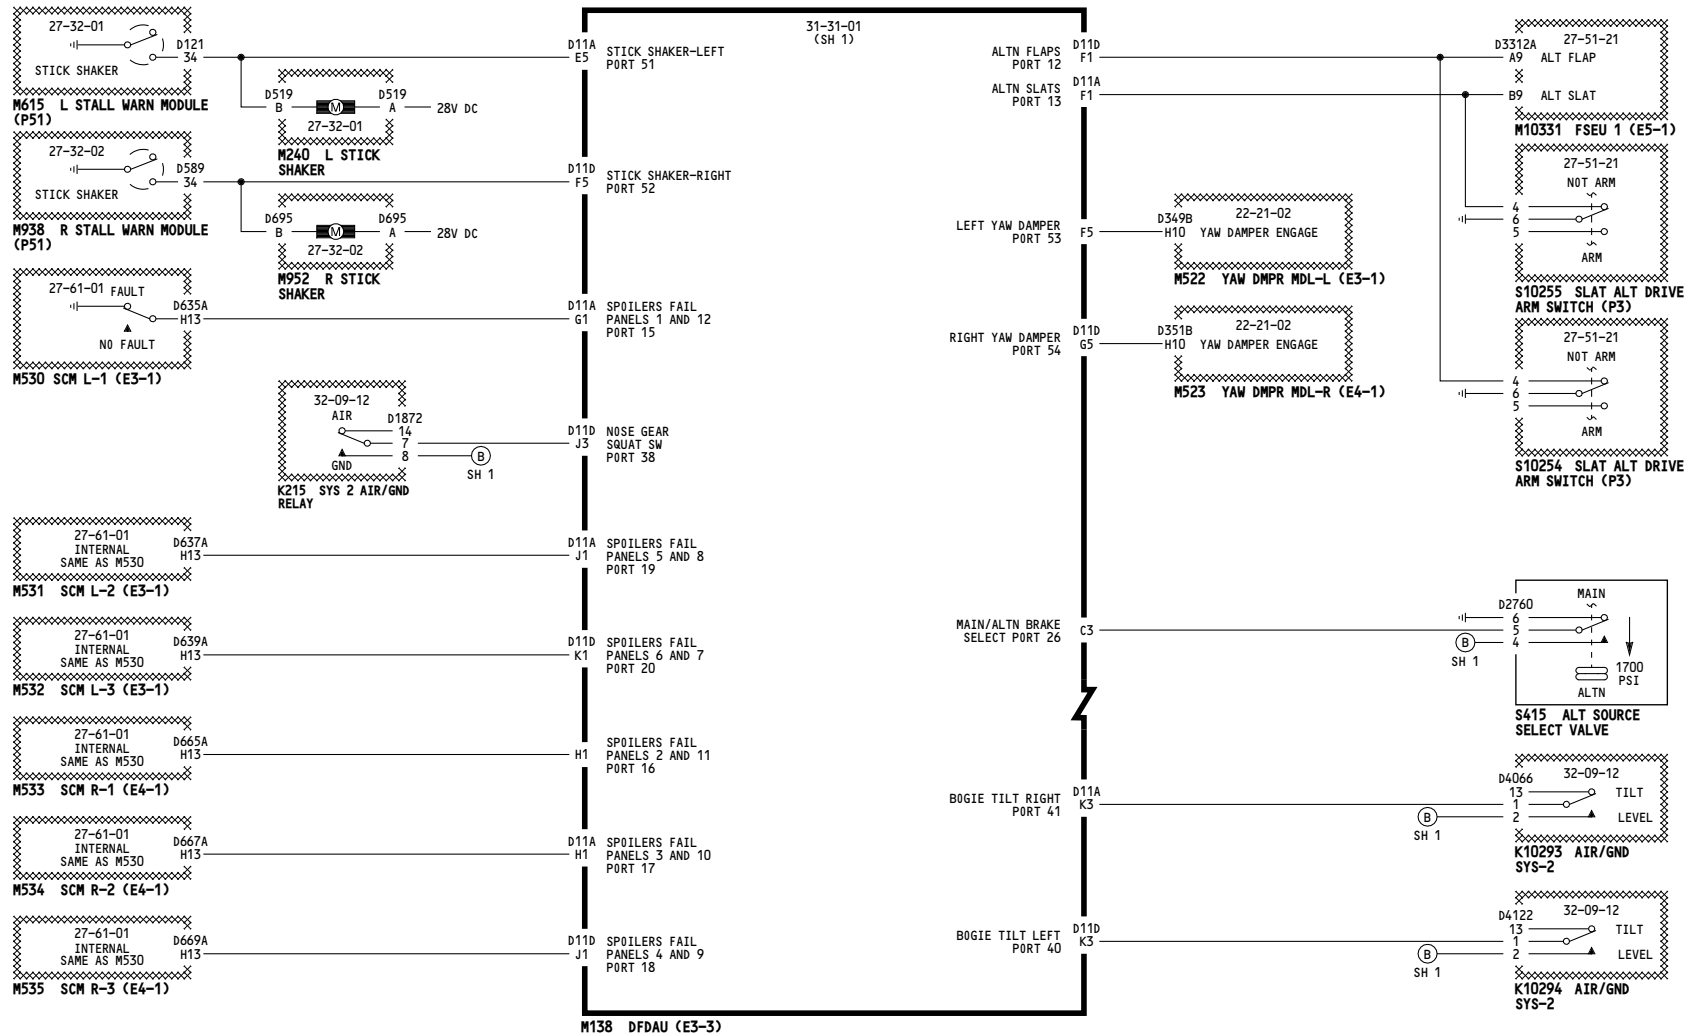 27-32-01
D121
34
STICK SHAKER
M615 L STALL WARN MODULE
(P51)
D519
B
M
D519
A
28V DC
27-32-01
M240 L STICK
SHAKER
27-32-02
D589
34
STICK SHAKER
M938 R STALL WARN MODULE
(P51)
D695
B
M
D695
A
28V DC
27-32-02
M952 R STICK
SHAKER
27-61-01 FAULT
D635A
H13
NO FAULT
M530 SCM L-1 (E3-1)
32-09-12
AIR
D1872
14
7
8
GND
B
SH 1
K215 SYS 2 AIR/GND
RELAY
27-61-01
INTERNAL
SAME AS M530
D637A
H13
M531 SCM L-2 (E3-1)
27-61-01
INTERNAL
SAME AS M530
D639A
H13
M532 SCM L-3 (E3-1)
27-61-01
INTERNAL
SAME AS M530
D665A
H13
M533 SCM R-1 (E4-1)
27-61-01
INTERNAL
SAME AS M530
D667A
H13
M534 SCM R-2 (E4-1)
27-61-01
INTERNAL
SAME AS M530
D669A
H13
M535 SCM R-3 (E4-1)
31-31-01
(SH 1)
D11A
E5
STICK SHAKER-LEFT
PORT 51
D11D
F5
STICK SHAKER-RIGHT
PORT 52
D11A
G1
SPOILERS FAIL
PANELS 1 AND 12
PORT 15
D11D
J3
NOSE GEAR
SQUAT SW
PORT 38
D11A
J1
SPOILERS FAIL
PANELS 5 AND 8
PORT 19
D11D
K1
SPOILERS FAIL
PANELS 6 AND 7
PORT 20
H1
SPOILERS FAIL
PANELS 2 AND 11
PORT 16
D11A
H1
SPOILERS FAIL
PANELS 3 AND 10
PORT 17
D11D
J1
SPOILERS FAIL
PANELS 4 AND 9
PORT 18
M138 DFDAU (E3-3)
ALTN FLAPS
PORT 12
D11D
F1
ALTN SLATS
PORT 13
D11A
F1
LEFT YAW DAMPER
PORT 53
F5
RIGHT YAW DAMPER
PORT 54
D11D
G5
MAIN/ALTN BRAKE
SELECT PORT 26
C3
BOGIE TILT RIGHT
PORT 41
D11A
K3
BOGIE TILT LEFT
PORT 40
D11D
K3
D349B
H10
22-21-02
YAW DAMPER ENGAGE
M522 YAW DMPR MDL-L (E3-1)
D351B
H10
22-21-02
YAW DAMPER ENGAGE
M523 YAW DMPR MDL-R (E4-1)
D3312A
A9
27-51-21
ALT FLAP
B9
ALT SLAT
M10331 FSEU 1 (E5-1)
27-51-21
NOT ARM
4
6
5
ARM
S10255 SLAT ALT DRIVE
ARM SWITCH (P3)
27-51-21
NOT ARM
4
6
5
ARM
S10254 SLAT ALT DRIVE
ARM SWITCH (P3)
MAIN
D2760
6
5
4
B
SH 1
1700
PSI
ALTN
S415 ALT SOURCE
SELECT VALVE
D4066
32-09-12
13
TILT
1
2
LEVEL
B
SH 1
K10293 AIR/GND
SYS-2
D4122
32-09-12
13
TILT
1
2
LEVEL
B
SH 1
K10294 AIR/GND
SYS-2